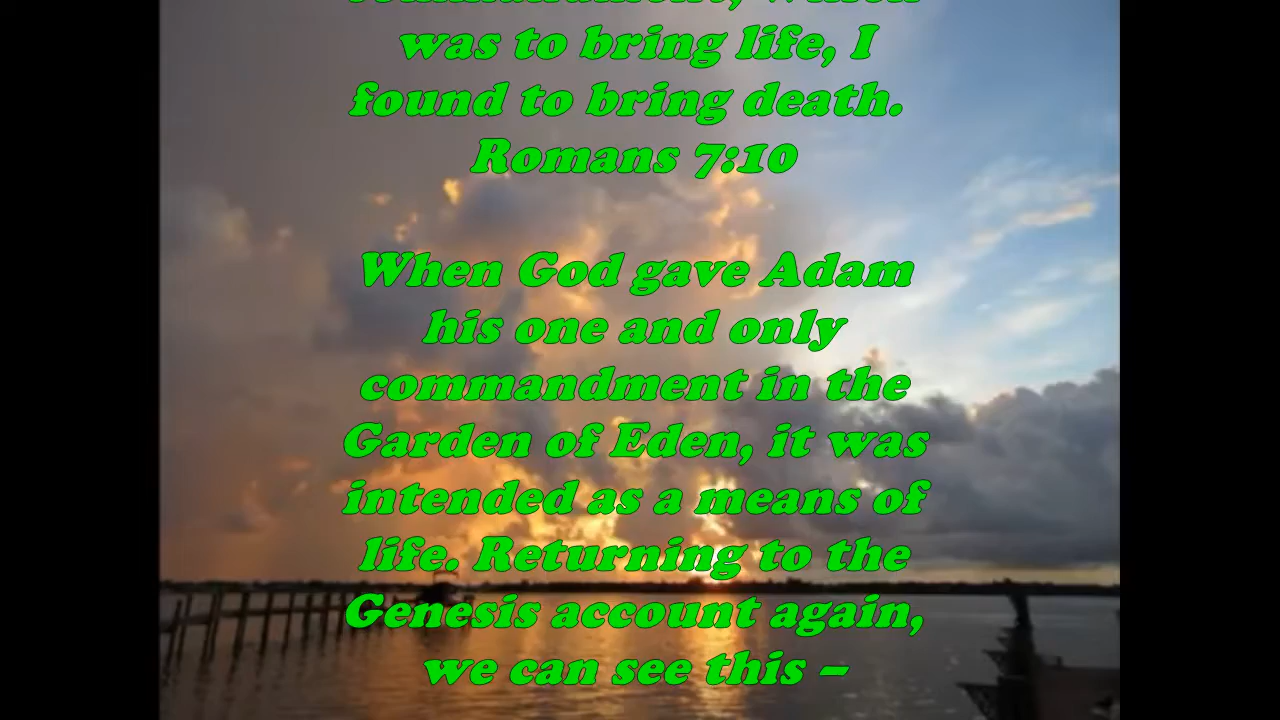 was to bring life, I
found to bring death.
Romans 7:10
When God gave Adam
his one and only
commandment in the
Garden of Eden, it was
intended as a means of
life. Returning to the
Genesis account again,
we can see this –